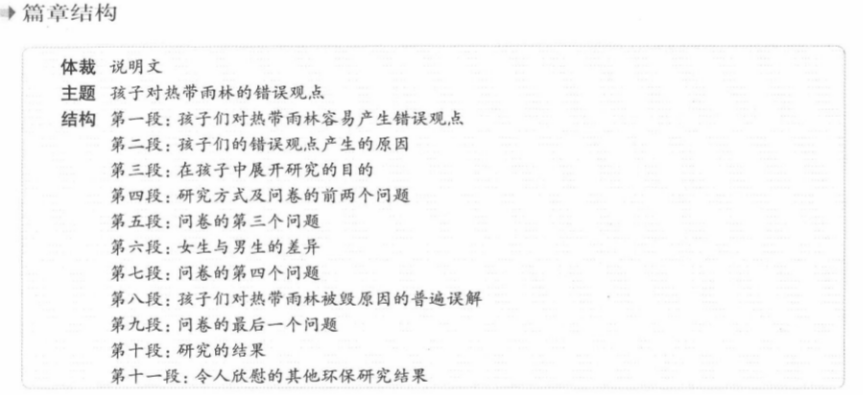 篇章结构
体裁 说明文
主题 孩子对热带雨林的错误观点
结构 第一段：孩子们对热带雨林容易产生错误观点
第二段：孩子们的错误观点产生的原因
第三段：在孩子中展开研究的目的
第四段：研究方式及问卷的前两个问题
第五段：问卷的第三个问题
第六段：女生与男生的差异
第七段：问卷的第四个问题
第八段：孩子们对热带雨林被毁原因的普遍误解
第九段：问卷的最后一个问题
第十段：研究的结果
第十一段：令人欣慰的其他环保研究结果